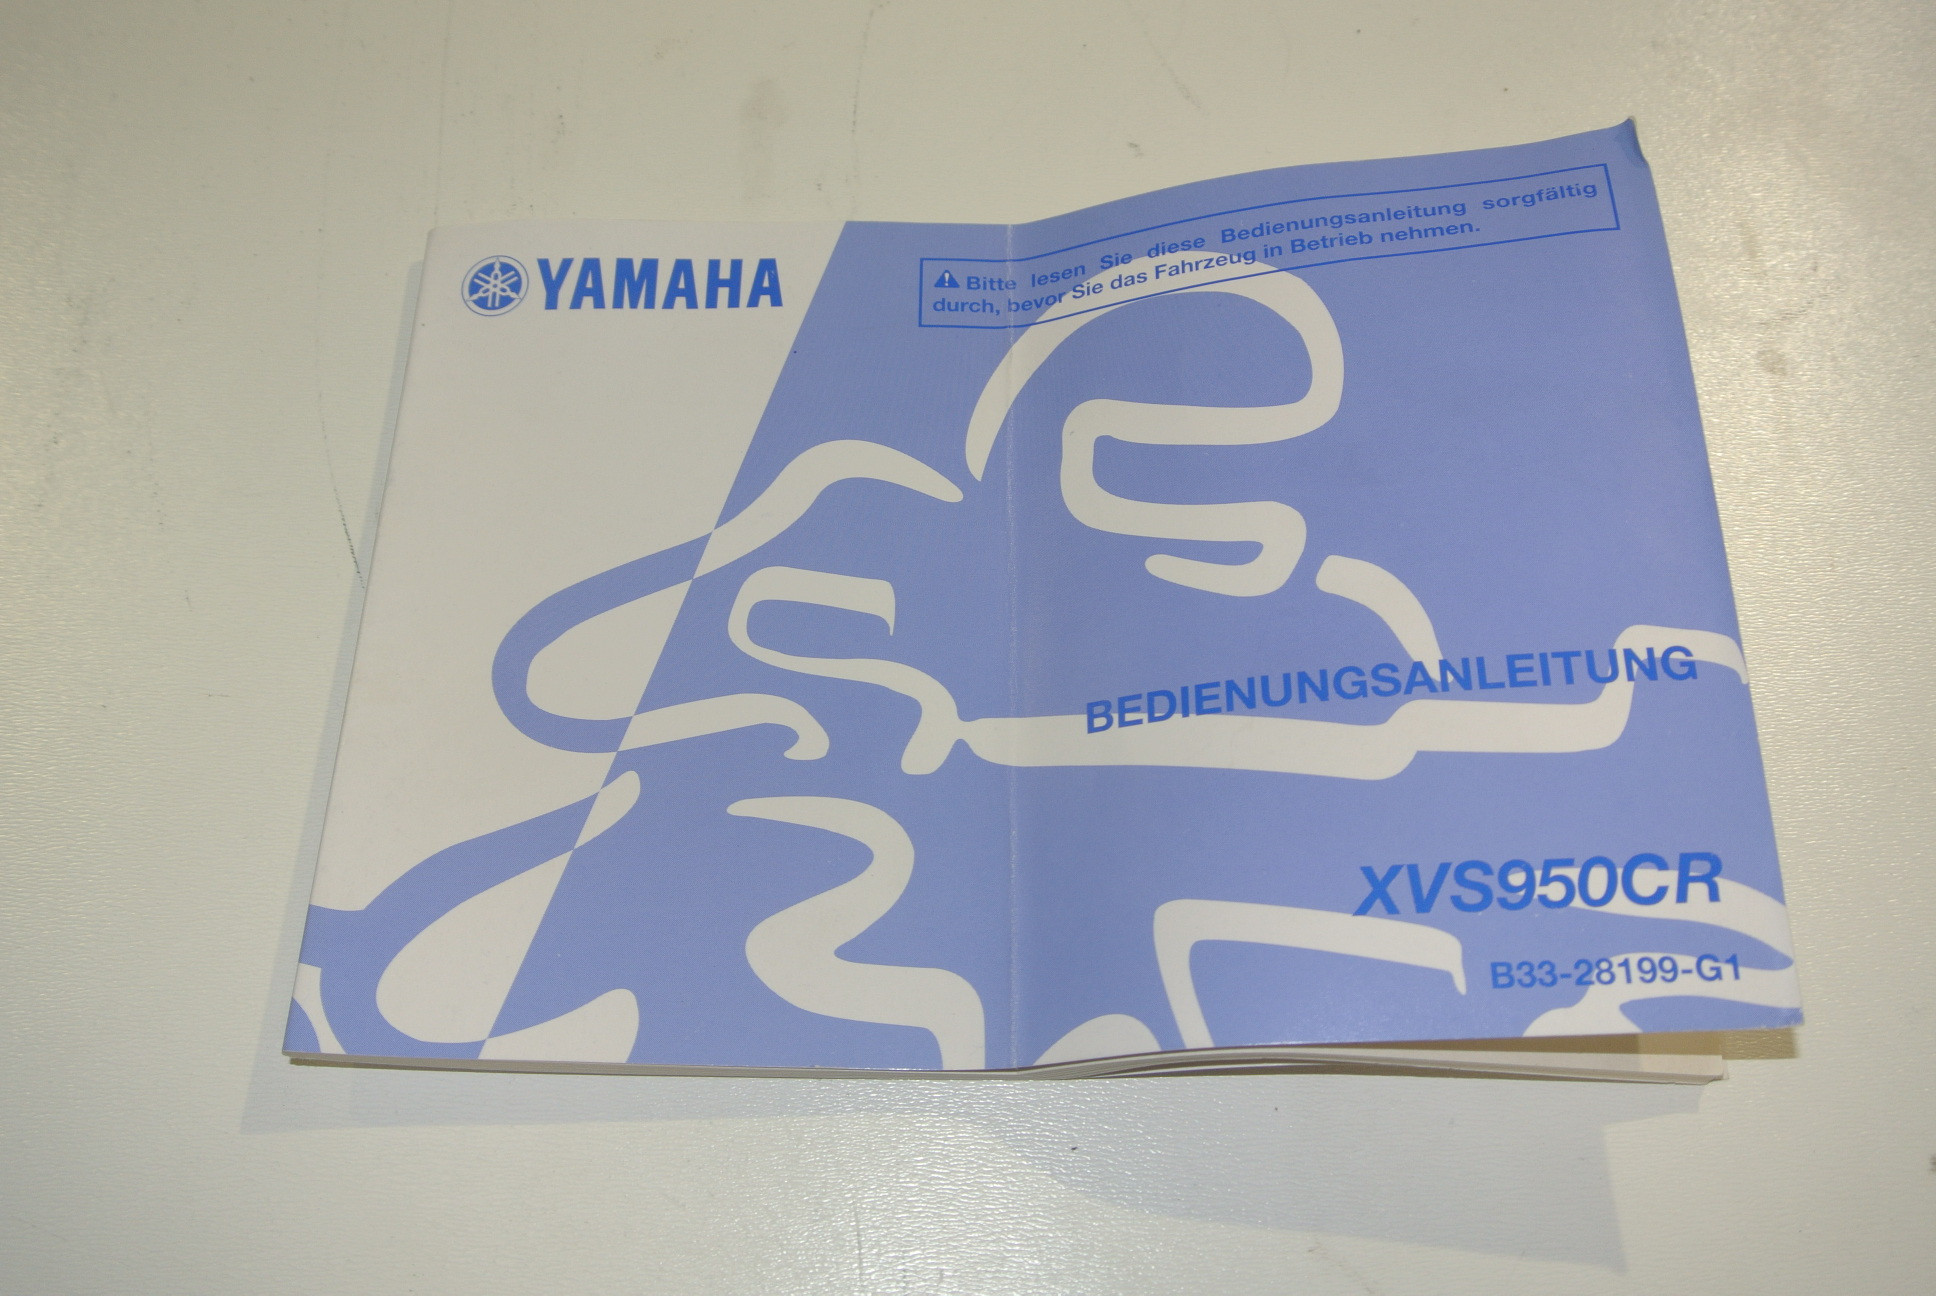 YAMAHA
⚠ Bitte lesen Sie diese Bedienungsanleitung sorgfältig
durch, bevor Sie das Fahrzeug in Betrieb nehmen.
BEDIENUNGSANLEITUNG
XVS950CR
B33-28199-G1